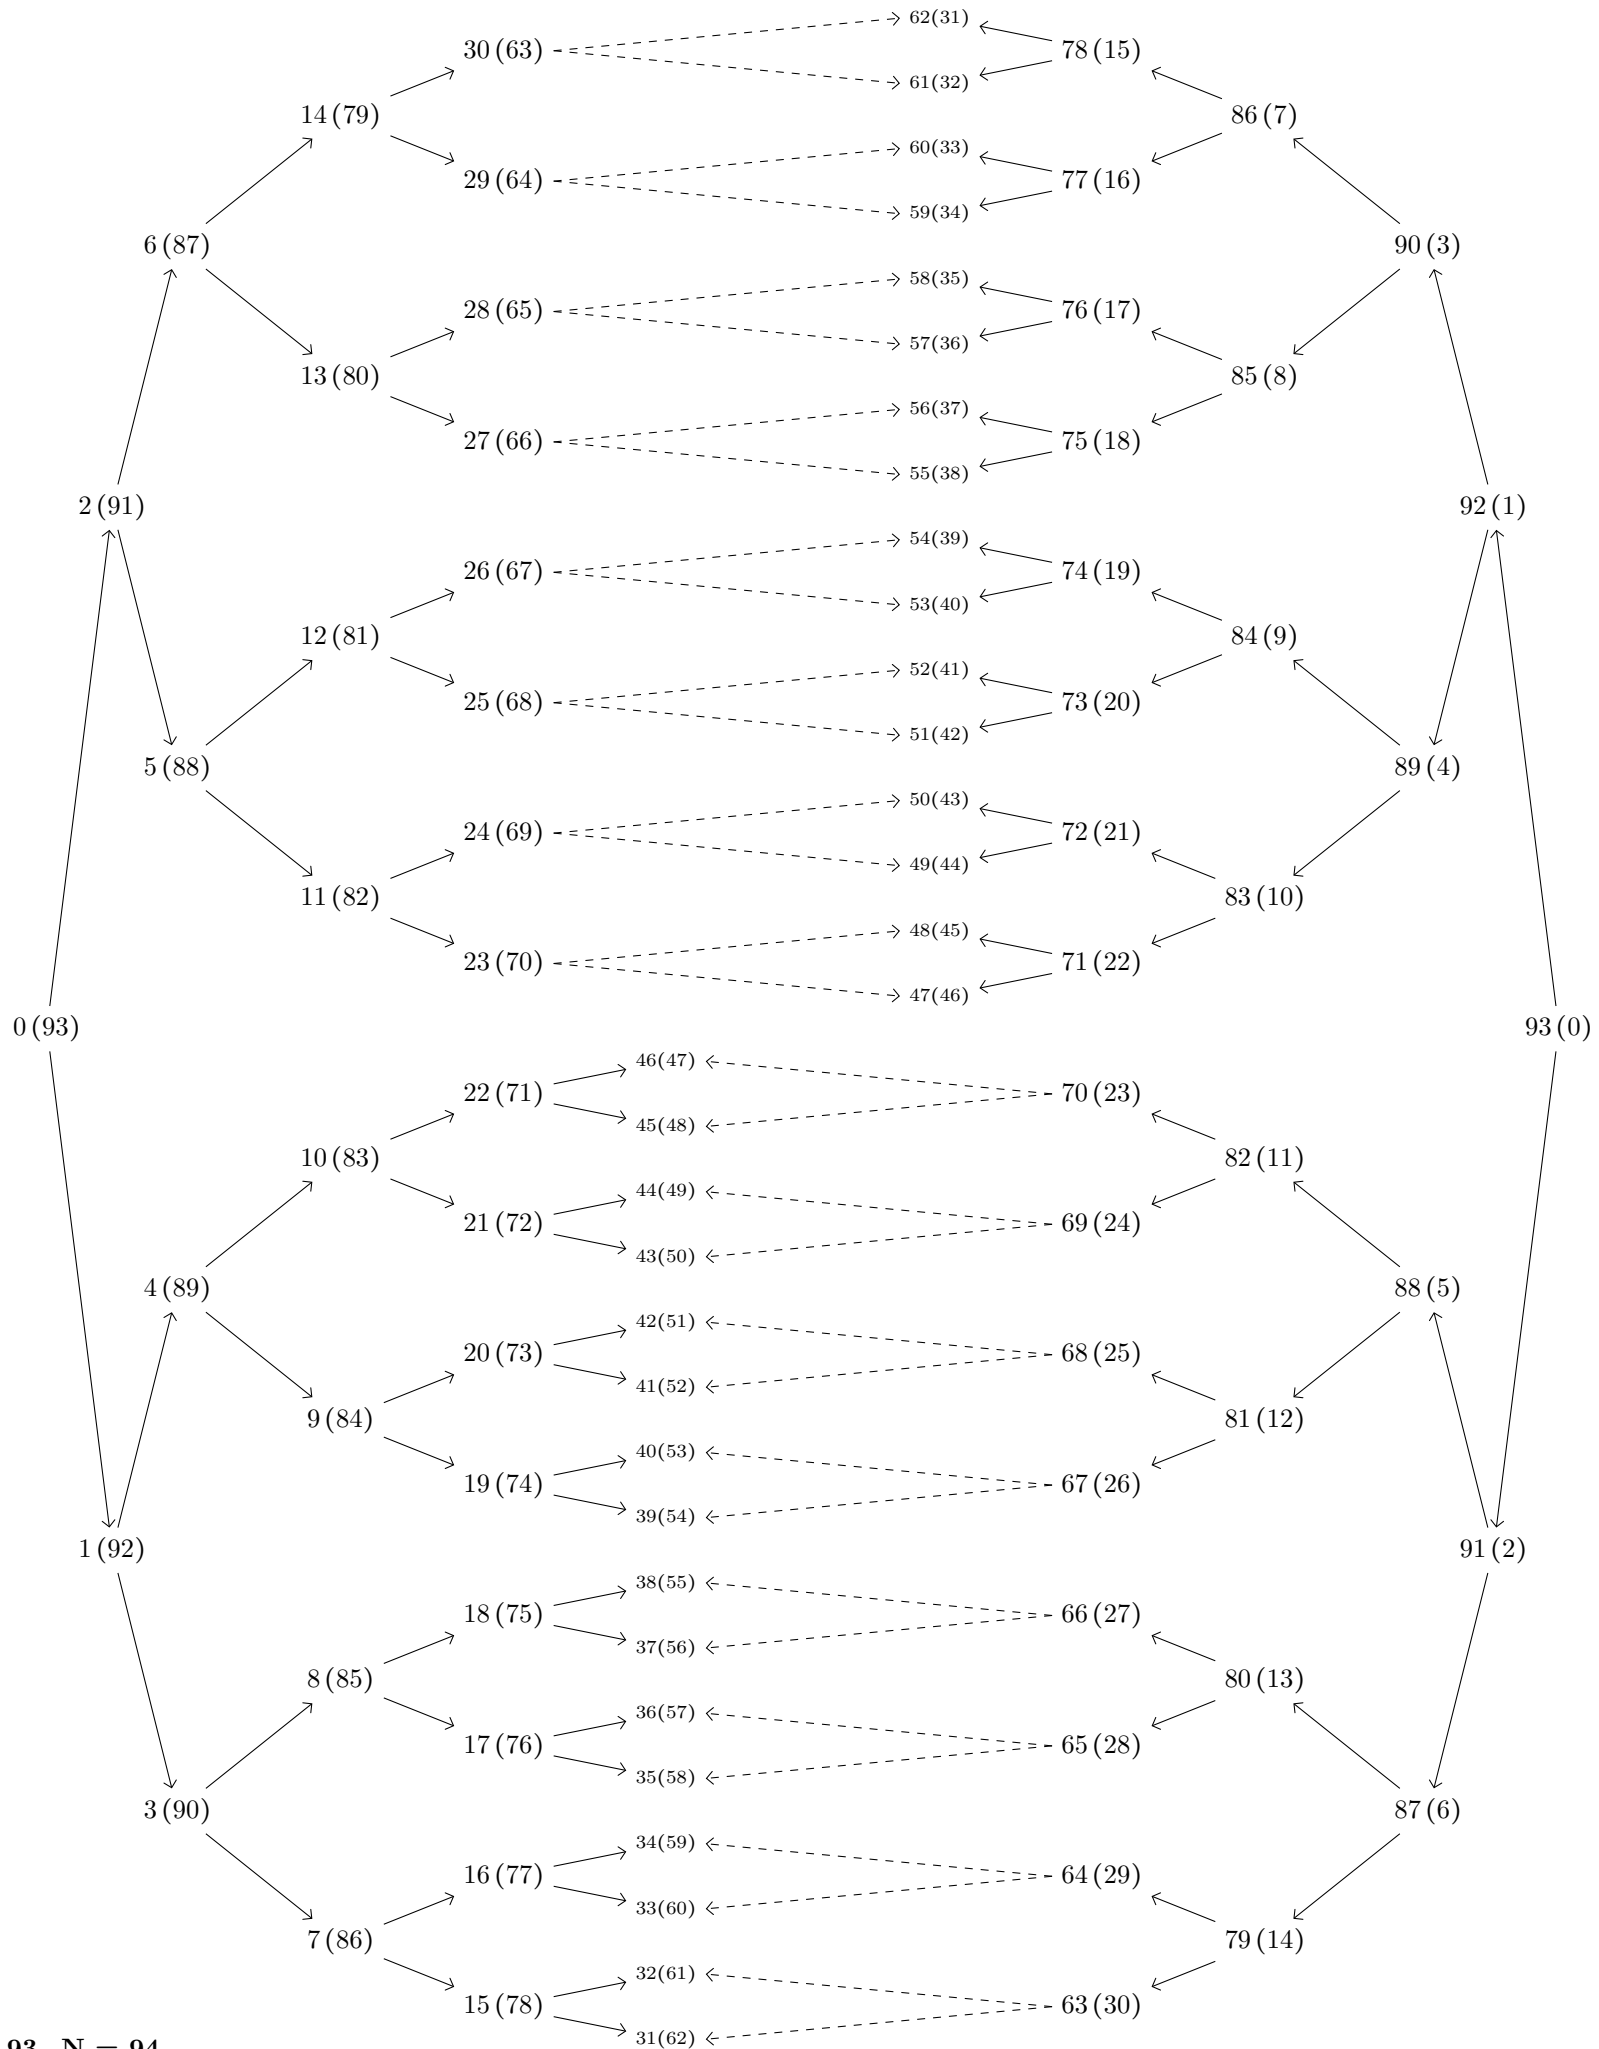 62(31)
30 (63) 78 (15)
61(32)
14 (79) 86 (7)
60(33)
29 (64) 77 (16)
59(34)
6 (87) 90 (3)
58(35)
28 (65) 76 (17)
57(36)
13 (80) 85 (8)
56(37)
27 (66) 75 (18)
55(38)
2 (91) 92 (1)
54(39)
26 (67) 74 (19)
53(40)
12 (81) 84 (9)
52(41)
25 (68) 73 (20)
51(42)
5 (88) 89 (4)
50(43)
24 (69) 72 (21)
49(44)
11 (82) 83 (10)
48(45)
23 (70) 71 (22)
47(46)
0 (93) 93 (0)
46(47)
22 (71) 70 (23)
45(48)
10 (83) 82 (11)
44(49)
21 (72) 69 (24)
43(50)
4 (89) 88 (5)
42(51)
20 (73) 68 (25)
41(52)
9 (84) 81 (12)
40(53)
19 (74) 67 (26)
39(54)
1 (92) 91 (2)
38(55)
18 (75) 66 (27)
37(56)
8 (85) 80 (13)
36(57)
17 (76) 65 (28)
35(58)
3 (90) 87 (6)
34(59)
16 (77) 64 (29)
33(60)
7 (86) 79 (14)
32(61)
15 (78) 63 (30)
31(62)
93 N = 94